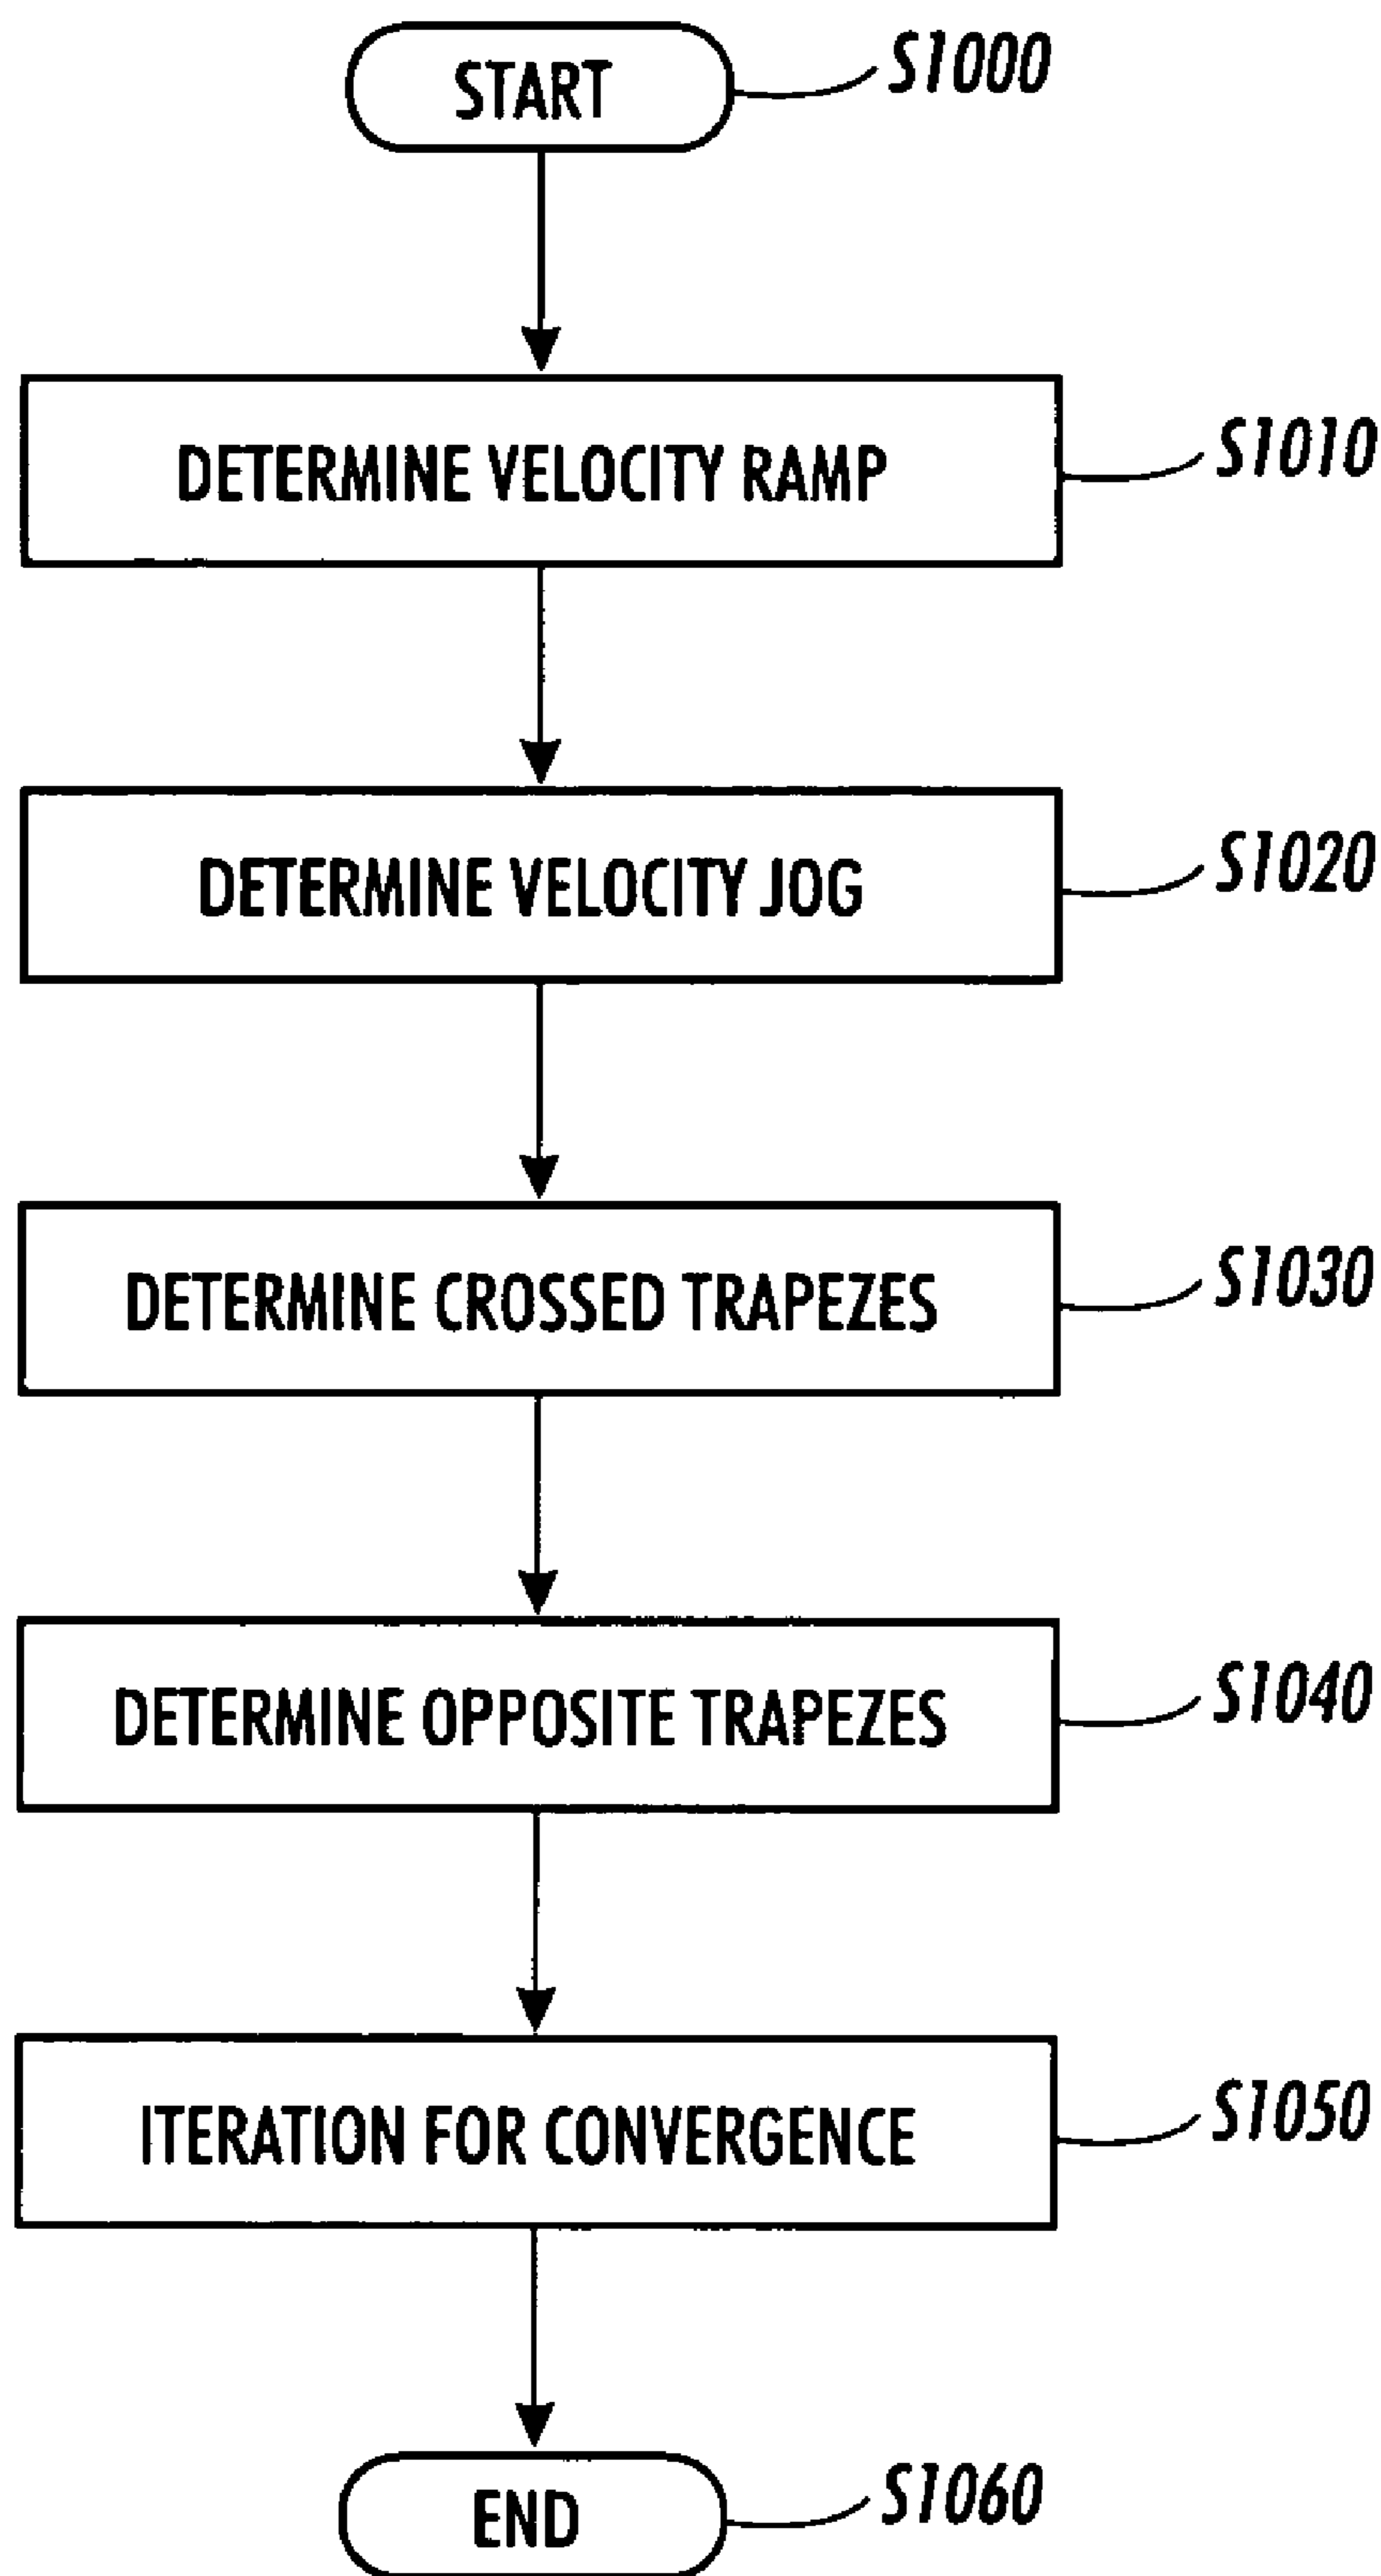 START
S1000
DETERMINE VELOCITY RAMP
S1010
DETERMINE VELOCITY JOG
S1020
DETERMINE CROSSED TRAPEZES
S1030
DETERMINE OPPOSITE TRAPEZES
S1040
ITERATION FOR CONVERGENCE
S1050
END
S1060